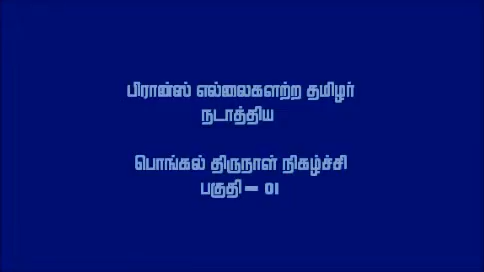 பிரான்ஸ் எல்லைகளற்ற தமிழர்
நடாத்திய
பொங்கல் திருநாள் நிகழ்ச்சி
பகுதி – 01